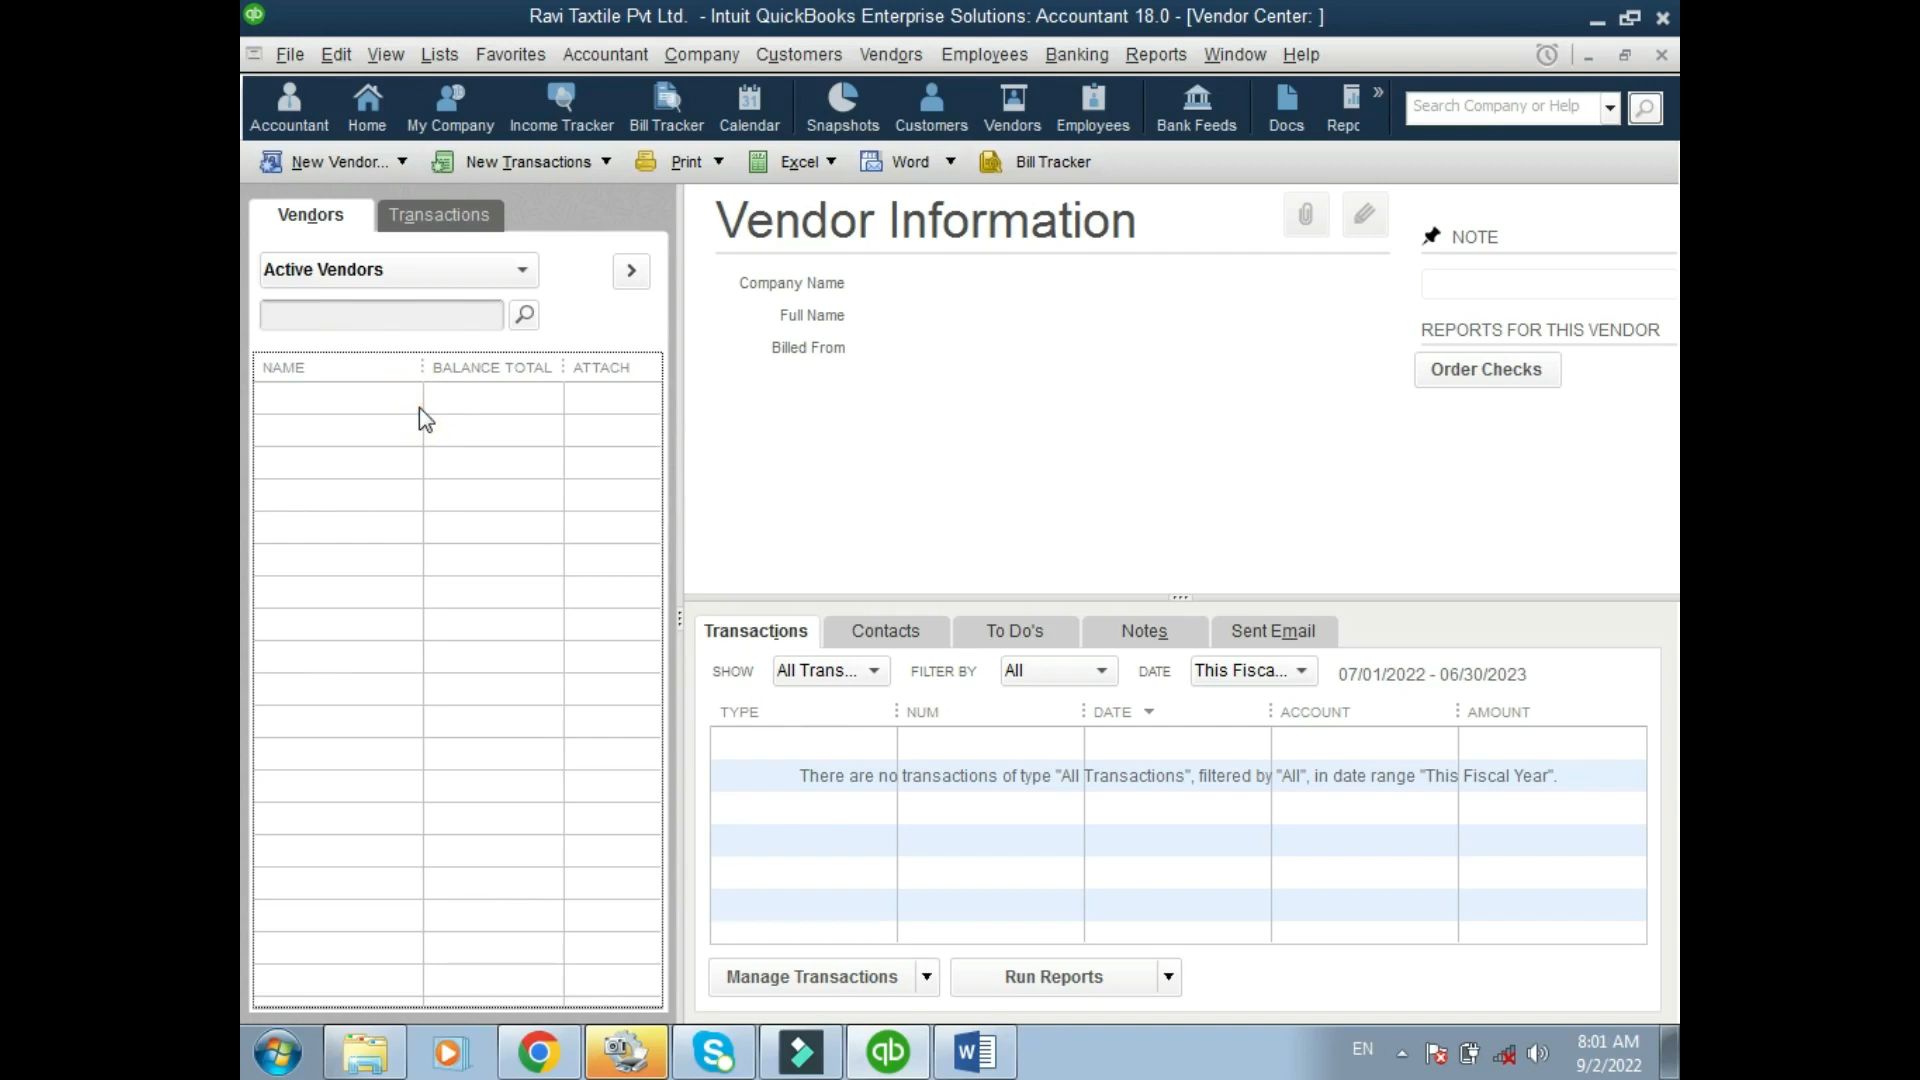 qb
Ravi Taxtile Pvt Ltd. - Intuit QuickBooks Enterprise Solutions: Accountant 18.0 - [Vendor Center: ]
File Edit View Lists Favorites Accountant Company Customers Vendors Employees Banking Reports Window Help
31
Accountant Home My Company Income Tracker Bill Tracker Calendar Snapshots Customers Vendors Employees Bank Feeds Docs Repc » Search Company or Help
New Vendor... New Transactions Print Excel Word Bill Tracker
Vendors Transactions
Active Vendors
NAME BALANCE TOTAL ATTACH
Vendor Information
Company Name
Full Name
Billed From
NOTE
REPORTS FOR THIS VENDOR
Order Checks
Transactions Contacts To Do's Notes Sent Email
SHOW All Trans... FILTER BY All DATE This Fisca... 07/01/2022 - 06/30/2023
TYPE NUM DATE ACCOUNT AMOUNT
There are no transactions of type "All Transactions", filtered by "All", in date range "This Fiscal Year".
Manage Transactions Run Reports
S qb W EN 8:01 AM
9/2/2022